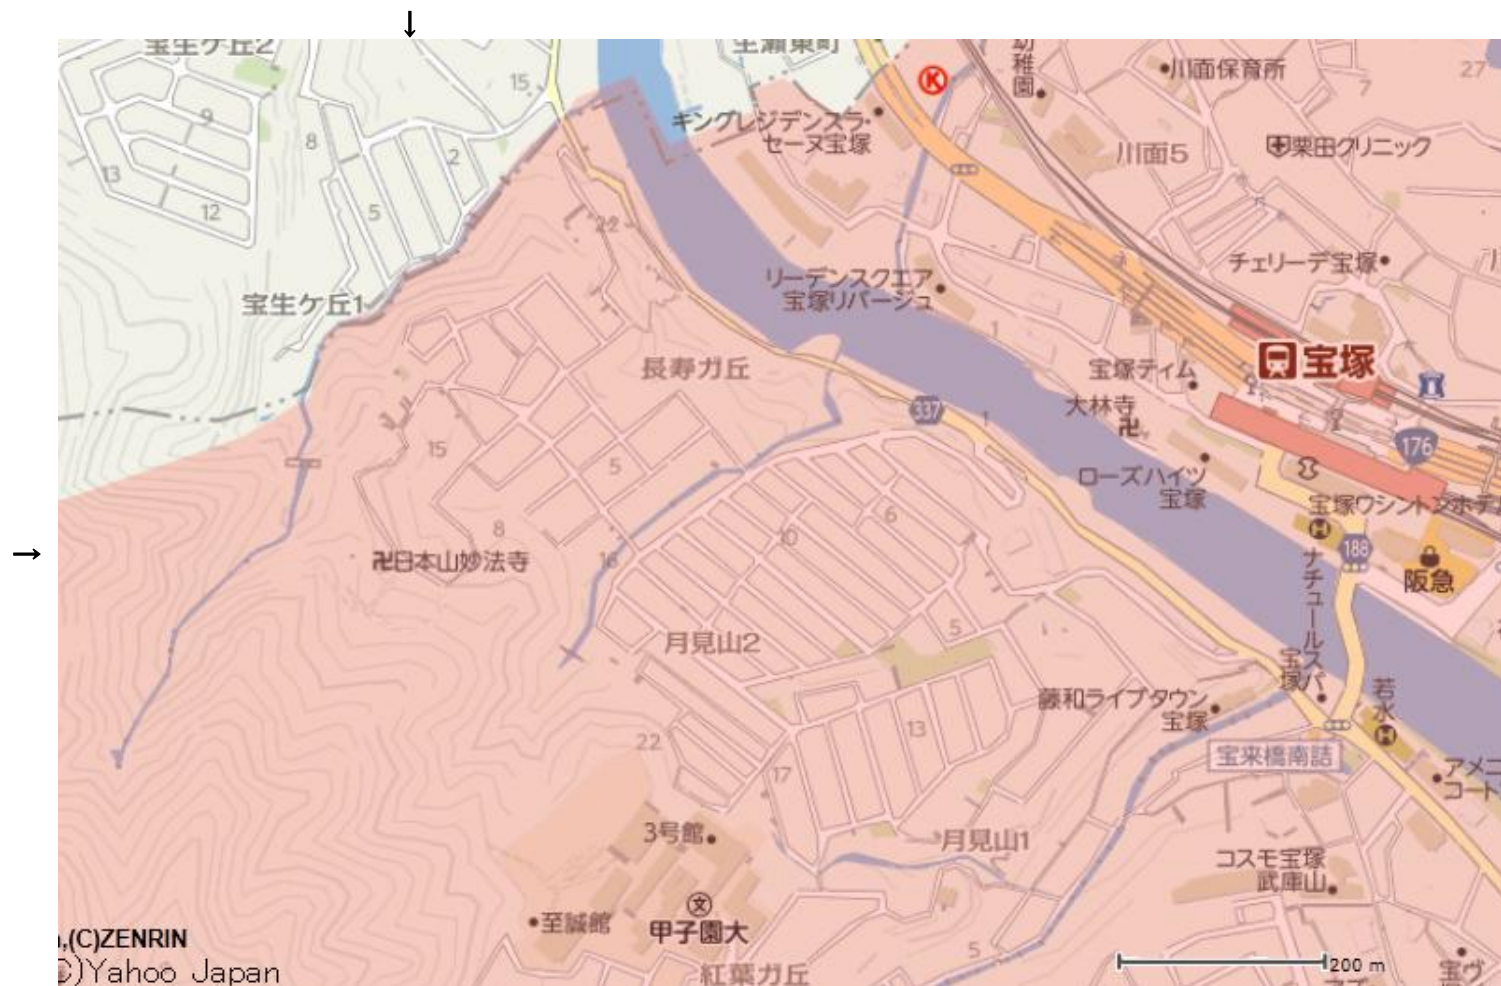 ↓
宝生ケ丘2
生瀬東町
幼稚園
川面保育所
27
15
7
9
8
キングレジデンスラ・
セーヌ宝塚
川面5
栗田クリニック
2
13
12
5
22
宝生ケ丘1
リーデンスクエア
宝塚リバージュ
チェリーデ宝塚
1
長寿ガ丘
宝塚ティム
宝塚
大林寺
337
1
176
15
5
ローズハイツ
宝塚
宝塚ワシントンホテ
6
8
10
→
卍日本山妙法寺
16
188
阪急
ナチュールスパ
宝塚
月見山2
5
藤和ライブタウン
宝塚
若水
13
22
宝来橋南詰
17
アメニ
コート
3号館
月見山1
コスモ宝塚
武庫山
文
至誠館
甲子園大
5
,(C)ZENRIN
(C)Yahoo Japan
紅葉ガ丘
200 m
宝ヴ